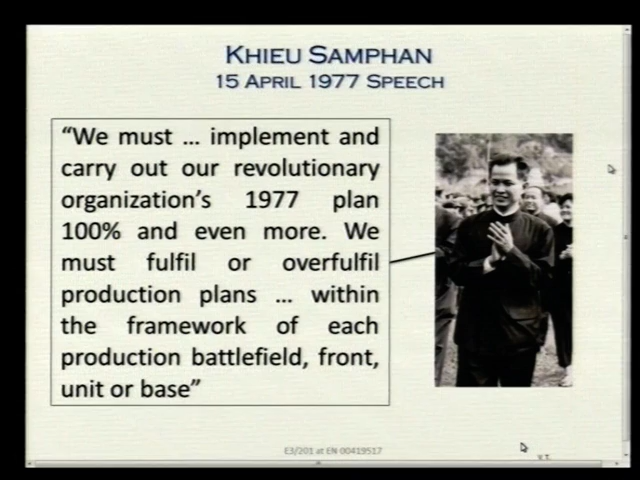 KHIEU SAMPHAN
15 APRIL 1977 SPEECH
“We must ... implement and
carry out our revolutionary
organization’s 1977 plan
100% and even more. We
must fulfil or overfulfil
production plans ... within
the framework of each
production battlefield, front,
unit or base”
E3/201 at EN 00419517
V.T.